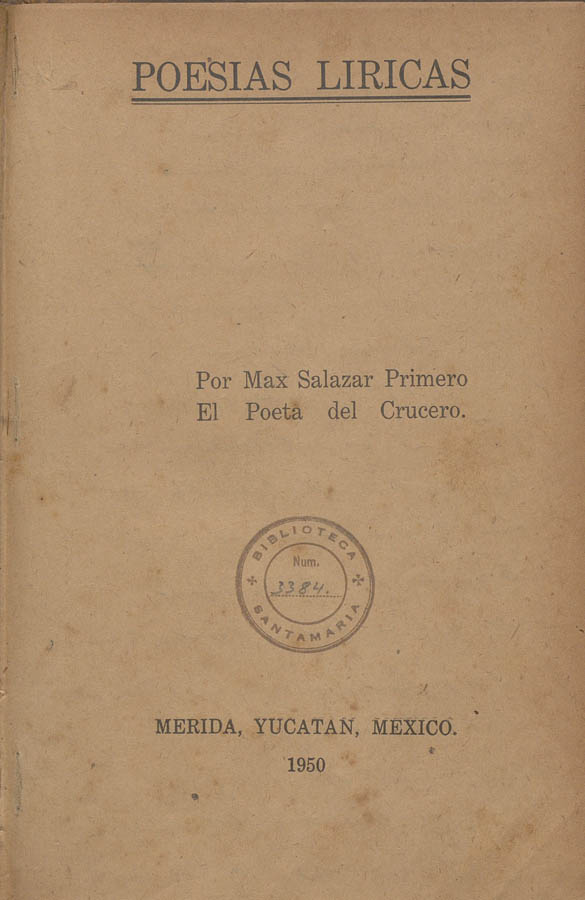 POESIAS LIRICAS
Por Max Salazar Primero
El Poeta del Crucero.
BIBLIOTECA
Num.
3384.
SANTAMARIA
MERIDA, YUCATAN, MEXICO.
1950